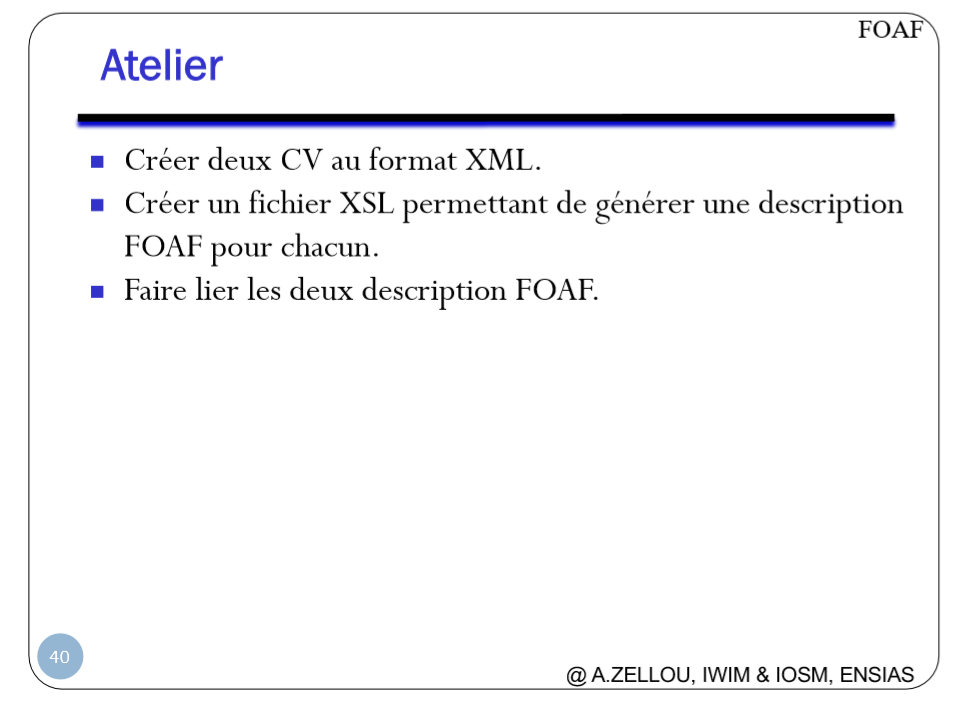 FOAF
Atelier
Créer deux CV au format XML.
Créer un fichier XSL permettant de générer une description
FOAF pour chacun.
Faire lier les deux description FOAF.
40
@ A.ZELLOU, IWIM & IOSM, ENSIAS